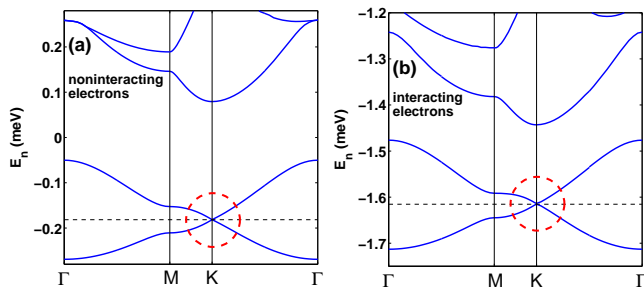 (a)
noninteracting
electrons
E_n (meV)
0.2
0.1
0
−0.1
−0.2
Γ
M
K
Γ
(b)
interacting
electrons
E_n (meV)
−1.2
−1.3
−1.4
−1.5
−1.6
−1.7
Γ
M
K
Γ